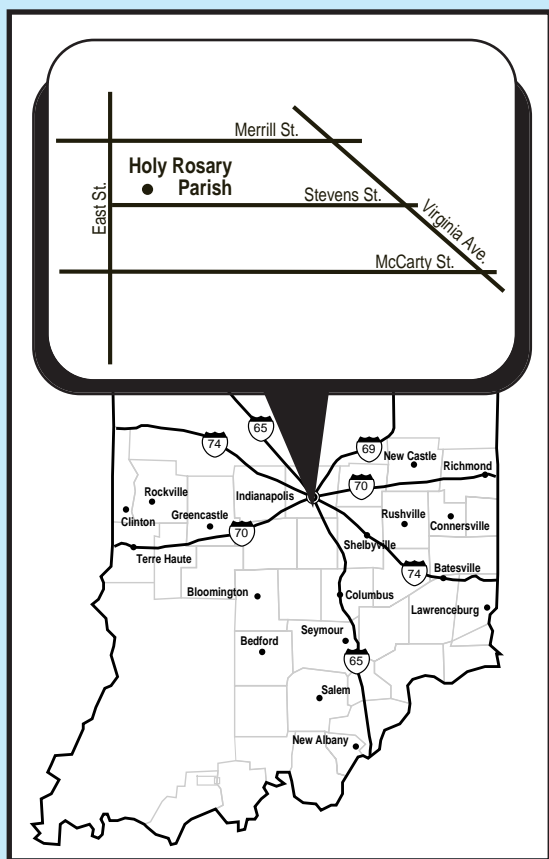 Merrill St.
Holy Rosary
Parish
East St.
Stevens St.
Virginia Ave.
McCarty St.
65
74
69
New Castle
Richmond
70
Rockville
Indianapolis
Clinton
Greencastle
Rushville
Connersville
70
Shelbyville
Terre Haute
74
Batesville
Bloomington
Columbus
Lawrenceburg
Seymour
Bedford
65
Salem
New Albany